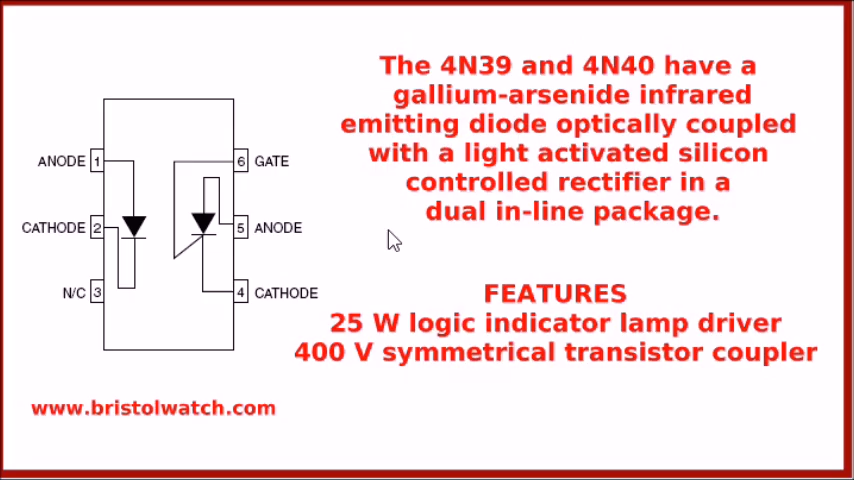 The 4N39 and 4N40 have a
gallium-arsenide infrared
emitting diode optically coupled
with a light activated silicon
controlled rectifier in a
dual in-line package.
ANODE 1
CATHODE 2
N/C 3
6 GATE
5 ANODE
4 CATHODE
FEATURES
25 W logic indicator lamp driver
400 V symmetrical transistor coupler
www.bristolwatch.com